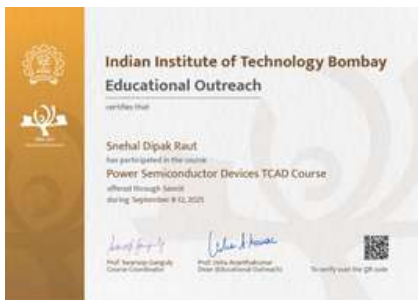 Indian Institute of Technology Bombay
Educational Outreach
certifies that
Snehal Dipak Raut
has participated in the course
Power Semiconductor Devices TCAD Course
offered through Semix
during September 8-12, 2025
Prof. Swaroop Ganguly
Course Coordinator
Prof. Usha Ananthakumar
Dean (Educational Outreach)
To verify scan the QR code